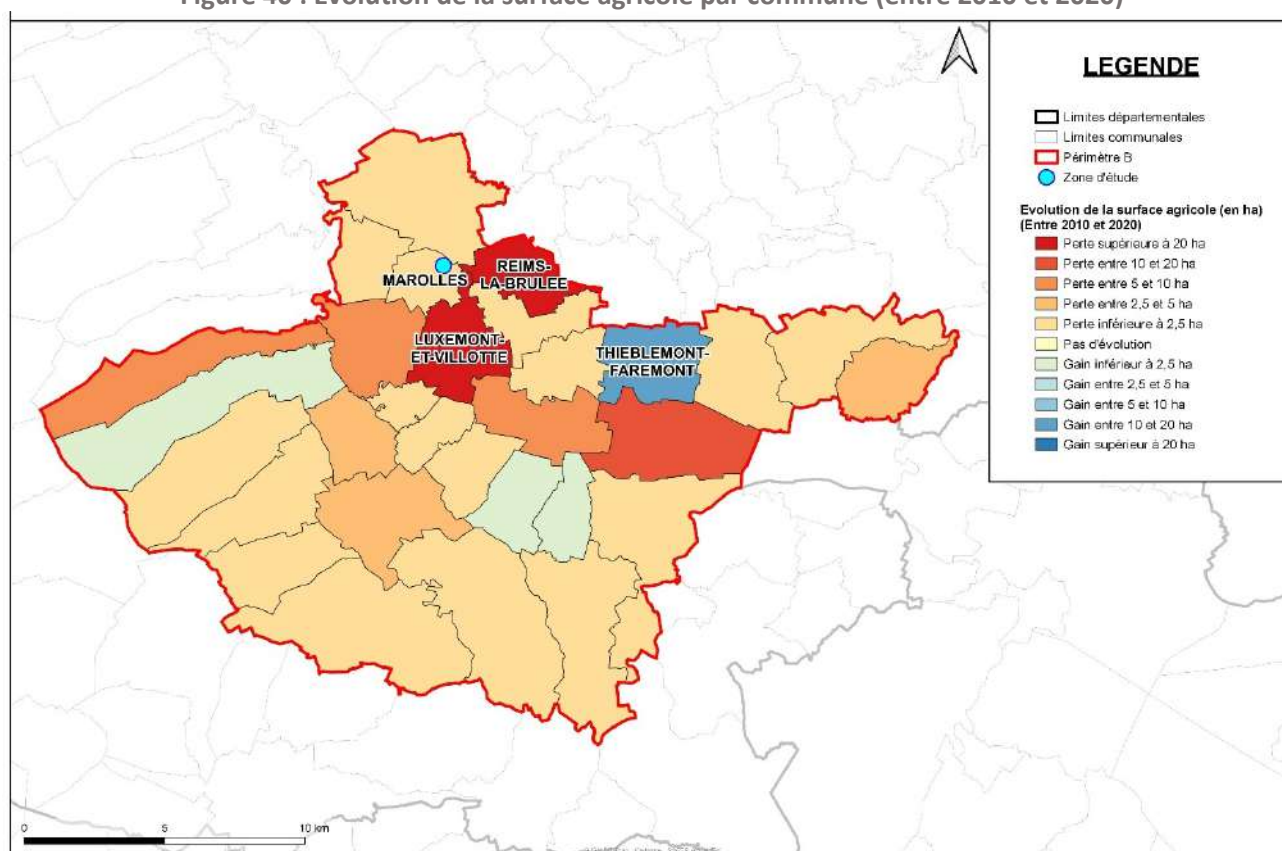 Figure 40 : Evolution de la surface agricole par commune (entre 2010 et 2020)
LEGENDE
Limites départementales
Limites communales
Périmètre B
Zone d'étude
Evolution de la surface agricole (en ha)
(Entre 2010 et 2020)
Perte supérieure à 20 ha
Perte entre 10 et 20 ha
Perte entre 5 et 10 ha
Perte entre 2,5 et 5 ha
Perte inférieure à 2,5 ha
Pas d'évolution
Gain inférieur à 2,5 ha
Gain entre 2,5 et 5 ha
Gain entre 5 et 10 ha
Gain entre 10 et 20 ha
Gain supérieur à 20 ha
MAROLLES
REIMS-
LA-BRULEE
LUXEMONT-
ET-VILLOTTE
THIEBLEMONT-
FAREMONT
0 5 10 km